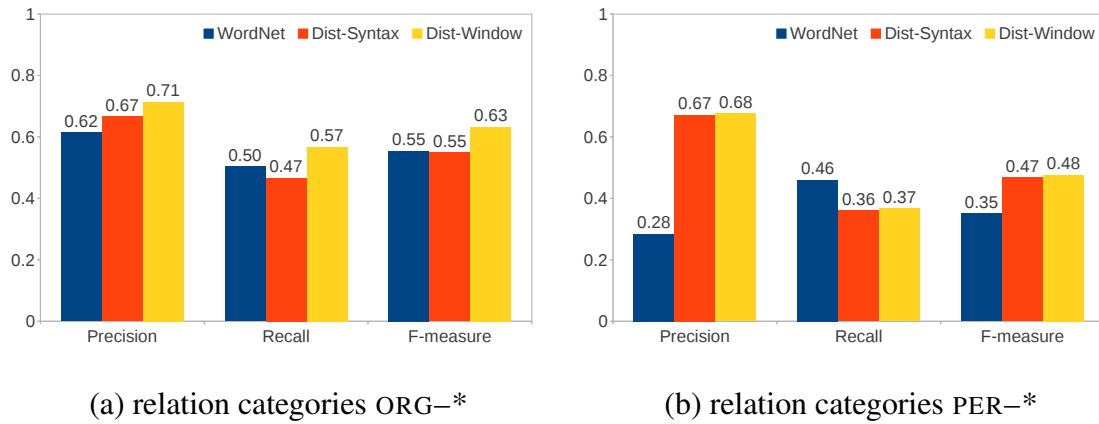 1
WordNet Dist-Syntax Dist-Window
0.8
0.6
0.4
0.2
0
0.62 0.67 0.71
0.50 0.47 0.57
0.55 0.55 0.63
Precision Recall F-measure
(a) relation categories ORG–*
1
WordNet Dist-Syntax Dist-Window
0.8
0.6
0.4
0.2
0
0.28 0.67 0.68
0.46 0.36 0.37
0.35 0.47 0.48
Precision Recall F-measure
(b) relation categories PER–*